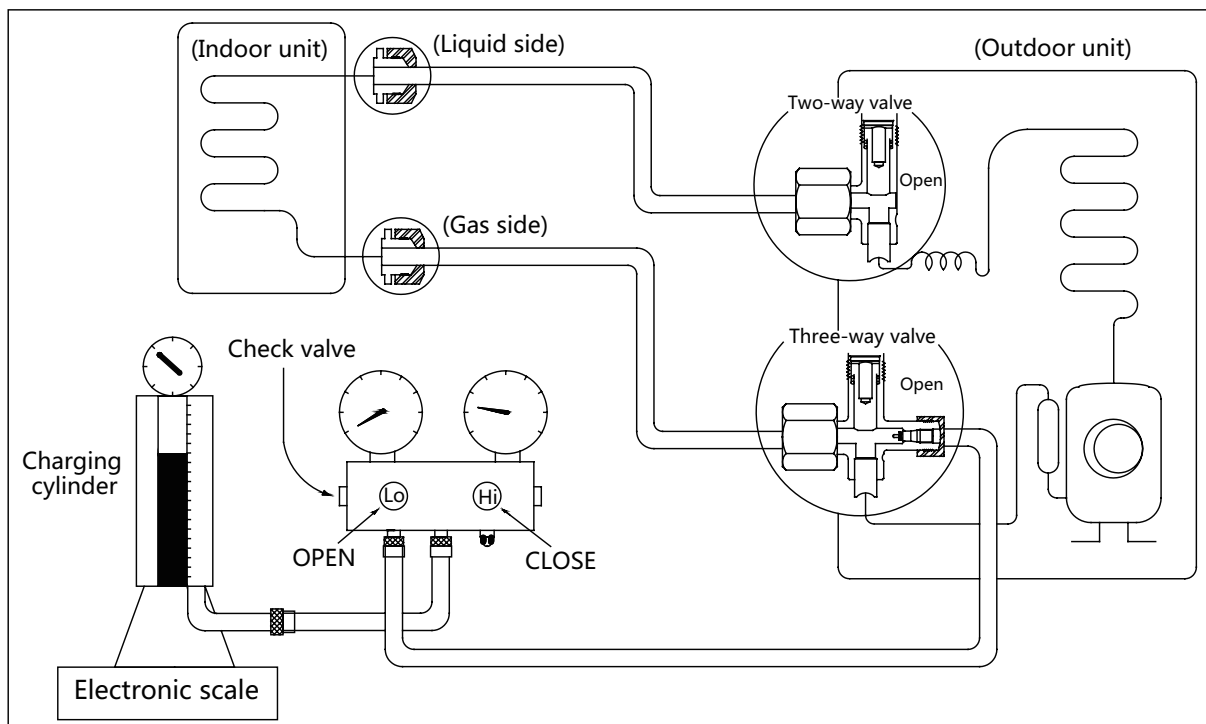 (Indoor unit)
(Liquid side)
(Outdoor unit)
Two-way valve
Open
(Gas side)
Three-way valve
Open
Check valve
Charging
cylinder
Lo
Hi
OPEN
CLOSE
Electronic scale